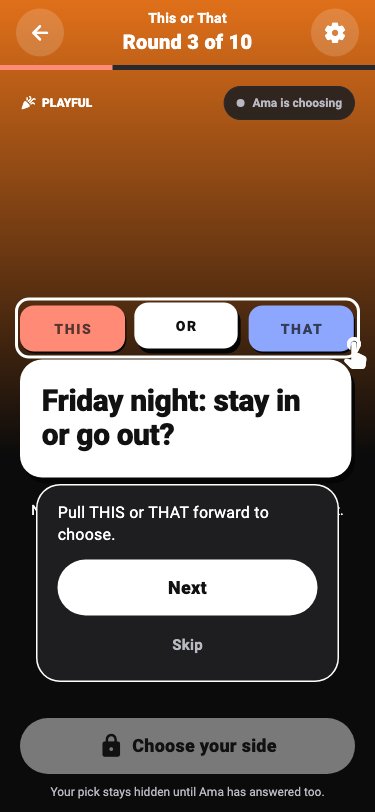 This or That
Round 3 of 10
PLAYFUL
Ama is choosing
THIS
OR
THAT
Friday night: stay in
or go out?
Pull THIS or THAT forward to
choose.
Next
Skip
Choose your side
Your pick stays hidden until Ama has answered too.